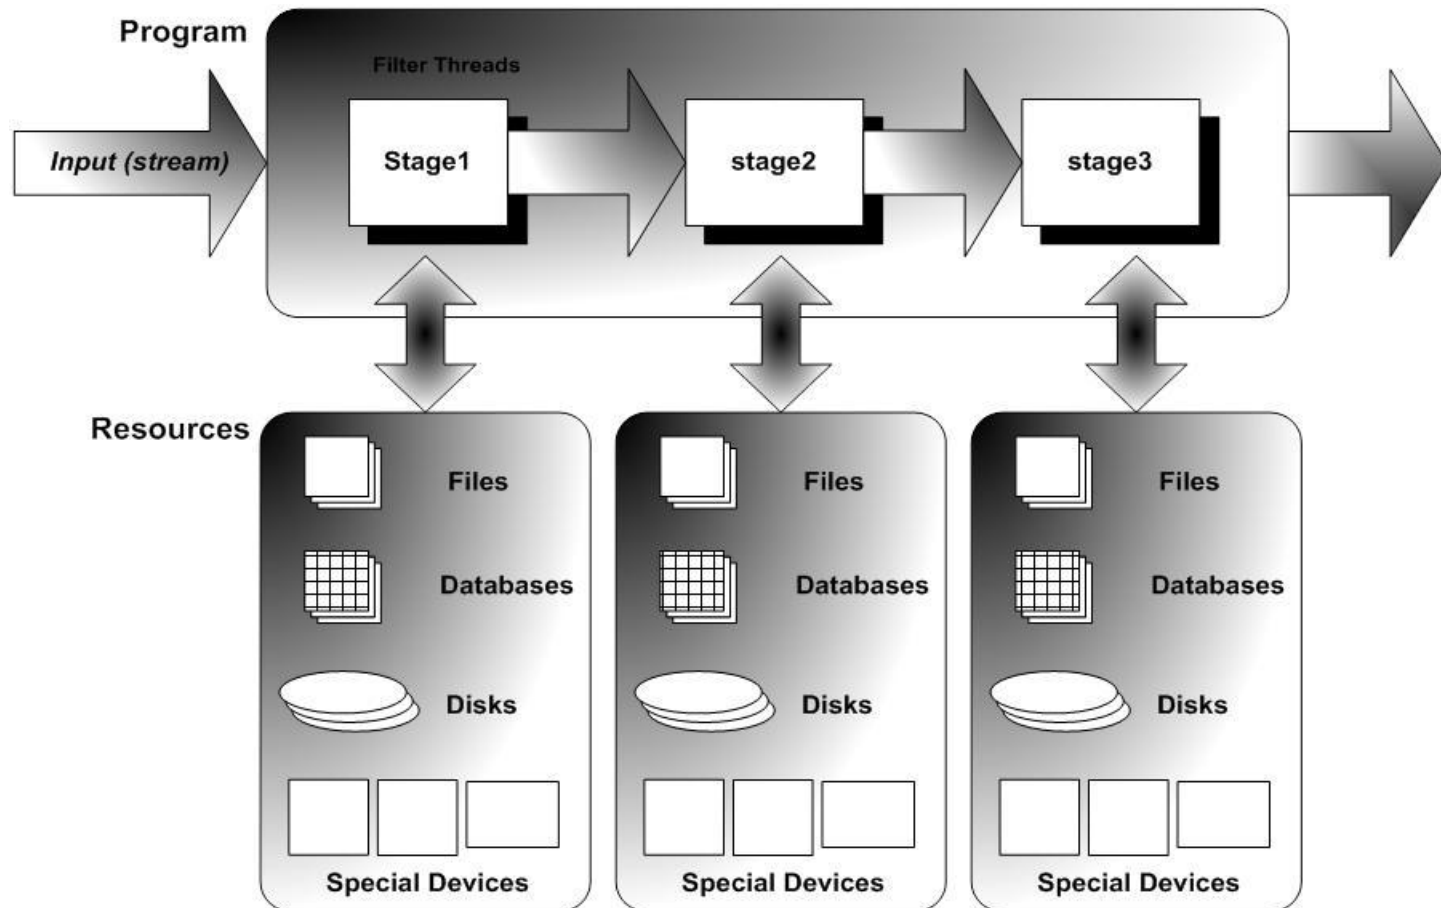 Program
Filter Threads
Input (stream)
Stage1
stage2
stage3
Resources
Files
Databases
Disks
Special Devices
Files
Databases
Disks
Special Devices
Files
Databases
Disks
Special Devices